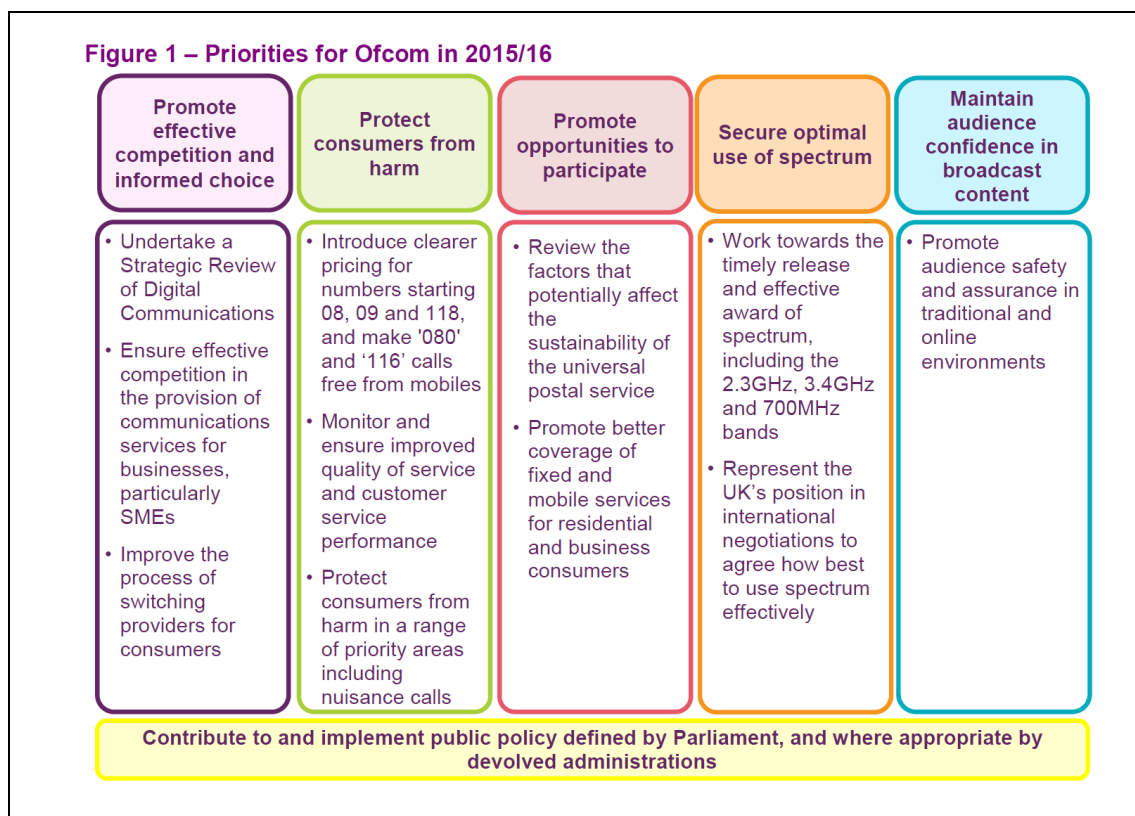 Figure 1 – Priorities for Ofcom in 2015/16
Promote
effective
competition and
informed choice
• Undertake a
Strategic Review
of Digital
Communications
• Ensure effective
competition in
the provision of
communications
services for
businesses,
particularly
SMEs
• Improve the
process of
switching
providers for
consumers
Protect
consumers from
harm
• Introduce clearer
pricing for
numbers starting
08, 09 and 118,
and make '080'
and ‘116’ calls
free from mobiles
• Monitor and
ensure improved
quality of service
and customer
service
performance
• Protect
consumers from
harm in a range
of priority areas
including
nuisance calls
Promote
opportunities to
participate
• Review the
factors that
potentially affect
the
sustainability of
the universal
postal service
• Promote better
coverage of
fixed and
mobile services
for residential
and business
consumers
Secure optimal
use of spectrum
• Work towards the
timely release
and effective
award of
spectrum,
including the
2.3GHz, 3.4GHz
and 700MHz
bands
• Represent the
UK’s position in
international
negotiations to
agree how best
to use spectrum
effectively
Maintain
audience
confidence in
broadcast
content
• Promote
audience safety
and assurance in
traditional and
online
environments
Contribute to and implement public policy defined by Parliament, and where appropriate by
devolved administrations